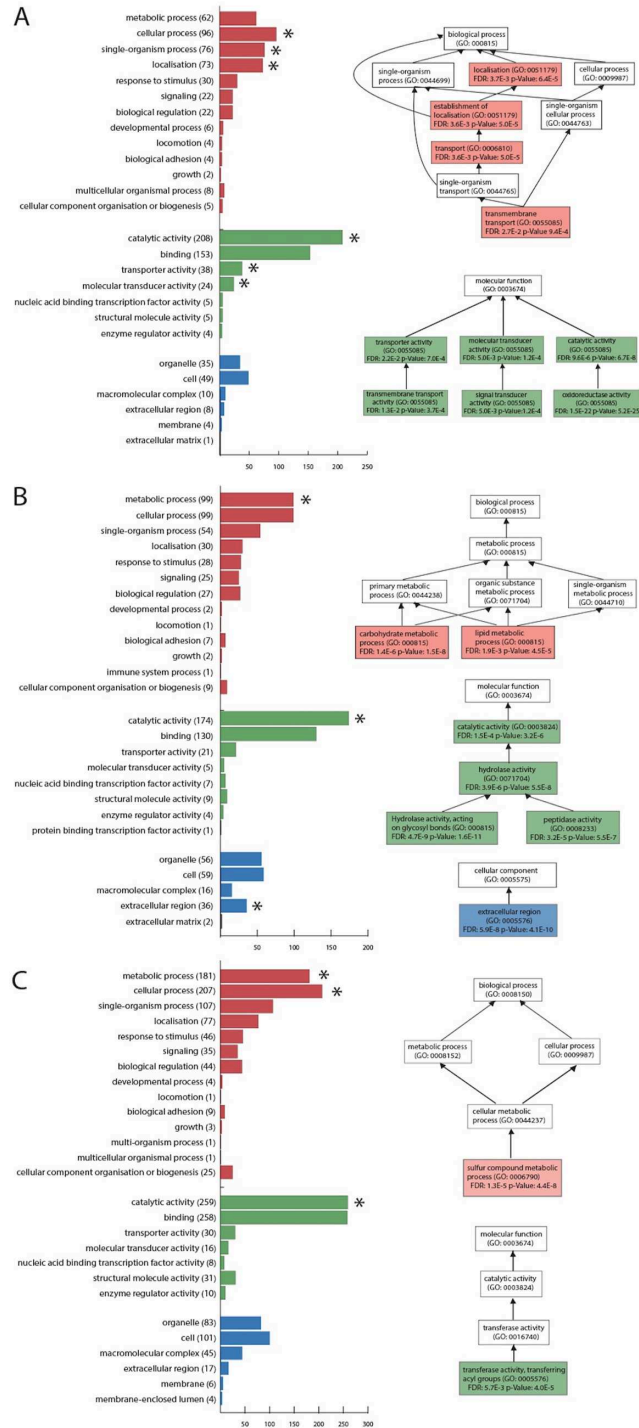 A
metabolic process (62)
cellular process (96) *
single-organism process (76) *
localisation (73) *
response to stimulus (30)
signaling (22)
biological regulation (22)
developmental process (6)
locomotion (4)
biological adhesion (4)
growth (2)
multicellular organismal process (8)
cellular component organisation or biogenesis (5)
catalytic activity (208) *
binding (153)
transporter activity (38) *
molecular transducer activity (24) *
nucleic acid binding transcription factor activity (5)
structural molecule activity (5)
enzyme regulator activity (4)
organelle (35)
cell (49)
macromolecular complex (10)
extracellular region (8)
membrane (4)
extracellular matrix (1)
50 100 150 200 250
biological process
(GO: 000815)
single-organism
process (GO: 0044699)
localisation (GO: 0051179)
FDR: 3.7E-3 p-Value: 6.4E-5
cellular process
(GO: 0009987)
establishment of
localisation (GO: 0051179)
FDR: 3.6E-3 p-Value: 5.0E-5
single-organism
cellular process
(GO: 0044763)
transport (GO: 0006810)
FDR: 3.6E-3 p-Value: 5.0E-5
single-organism
transport (GO: 0044765)
transmembrane
transport (GO: 0055085)
FDR: 2.7E-2 p-Value 9.4E-4
molecular function
(GO: 0003674)
transporter activity
(GO: 0055085)
FDR: 2.2E-2 p-Value: 7.0E-4
molecular transducer
activity (GO: 0055085)
FDR: 5.0E-3 p-Value: 1.2E-4
catalytic activity
(GO: 0055085)
FDR: 9.6E-6 p-Value: 6.7E-8
transmembrane transport
activity (GO: 0055085)
FDR: 1.3E-2 p-Value: 3.7E-4
signal transducer
activity (GO: 0055085)
FDR: 5.0E-3 p-Value: 1.2E-4
oxidoreductase activity
(GO: 0055085)
FDR: 1.5E-22 p-Value: 5.2E-25
B
metabolic process (99) *
cellular process (99)
single-organism process (54)
localisation (30)
response to stimulus (28)
signaling (25)
biological regulation (27)
developmental process (2)
locomotion (1)
biological adhesion (7)
growth (2)
immune system process (1)
cellular component organisation or biogenesis (9)
catalytic activity (174) *
binding (130)
transporter activity (21)
molecular transducer activity (5)
nucleic acid binding transcription factor activity (7)
structural molecule activity (9)
enzyme regulator activity (4)
protein binding transcription factor activity (1)
organelle (56)
cell (59)
macromolecular complex (16)
extracellular region (36) *
extracellular matrix (2)
0 50 100 150 200
biological process
(GO: 000815)
metabolic process
(GO: 000815)
primary metabolic
process (GO: 0044238)
organic substance
metabolic process
(GO: 0071704)
single-organism
metabolic process
(GO: 0044710)
carbohydrate metabolic
process (GO: 000815)
FDR: 1.4E-6 p-Value: 1.5E-8
lipid metabolic
process (GO: 000815)
FDR: 1.9E-3 p-Value: 4.5E-5
molecular function
(GO: 0003674)
catalytic activity (GO: 0003824)
FDR: 1.5E-4 p-Value: 3.2E-6
hydrolase activity
(GO: 0071704)
FDR: 3.9E-6 p-Value: 5.5E-8
Hydrolase activity, acting
on glycosyl bonds (GO: 000815)
FDR: 4.7E-9 p-Value: 1.6E-11
peptidase activity
(GO: 0008233)
FDR: 3.2E-5 p-Value: 5.5E-7
cellular component
(GO: 0005575)
extracellular region
(GO: 0005576)
FDR: 5.9E-8 p-Value: 4.1E-10
C
metabolic process (181) *
cellular process (207) *
single-organism process (107)
localisation (77)
response to stimulus (46)
signaling (35)
biological regulation (44)
developmental process (4)
locomotion (1)
biological adhesion (9)
growth (3)
multi-organism process (1)
multicellular organismal process (1)
cellular component organisation or biogenesis (25)
catalytic activity (259) *
binding (258)
transporter activity (30)
molecular transducer activity (16)
nucleic acid binding transcription factor activity (8)
structural molecule activity (31)
enzyme regulator activity (10)
organelle (83)
cell (101)
macromolecular complex (45)
extracellular region (17)
membrane (6)
membrane-enclosed lumen (4)
0 50 100 150 200 250 300
biological process
(GO: 0008150)
metabolic process
(GO: 0008152)
cellular process
(GO: 0009987)
cellular metabolic
process (GO: 0044237)
sulfur compound metabolic
process (GO: 0006790)
FDR: 1.3E-5 p-Value: 4.4E-8
molecular function
(GO: 0003674)
catalytic activity
(GO: 0003824)
transferase activity
(GO: 0016740)
transferase activity, transferring
acyl groups (GO: 0005576)
FDR: 5.7E-3 p-Value: 4.0E-5